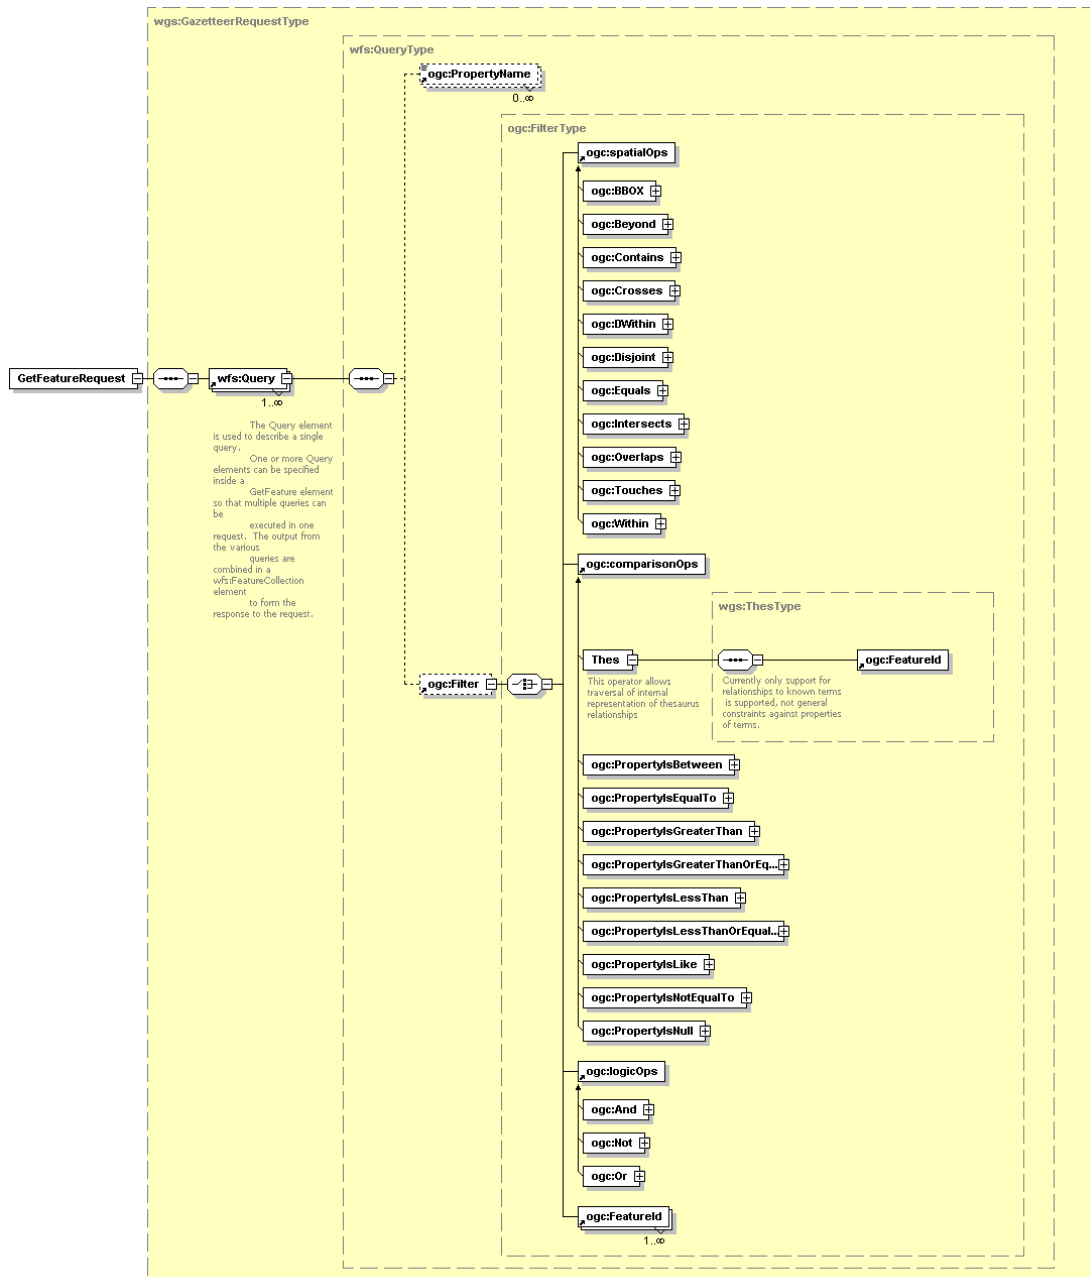 wgs:GazetteerRequestType
wfs:QueryType
ogc:PropertyName
0..∞
ogc:FilterType
ogc:spatialOps
ogc:BBOX
ogc:Beyond
ogc:Contains
ogc:Crosses
ogc:DWithin
ogc:Disjoint
GetFeatureRequest
wfs:Query
1..∞
The Query element
is used to describe a single
query.
One or more Query
elements can be specified
inside a
GetFeature element
so that multiple queries can
be
executed in one
request.  The output from
the various
queries are
combined in a
wfs:FeatureCollection
element
to form the
response to the request.
ogc:Equals
ogc:Intersects
ogc:Overlaps
ogc:Touches
ogc:Within
ogc:comparisonOps
wgs:ThesType
Thes
This operator allows
traversal of internal
representation of thesaurus
relationships
ogc:FeatureId
Currently only support for
relationships to known terms
is supported, not general
constraints against properties
of terms.
ogc:Filter
ogc:PropertyIsBetween
ogc:PropertyIsEqualTo
ogc:PropertyIsGreaterThan
ogc:PropertyIsGreaterThanOrEq...
ogc:PropertyIsLessThan
ogc:PropertyIsLessThanOrEqual...
ogc:PropertyIsLike
ogc:PropertyIsNotEqualTo
ogc:PropertyIsNull
ogc:logicOps
ogc:And
ogc:Not
ogc:Or
ogc:FeatureId
1..∞